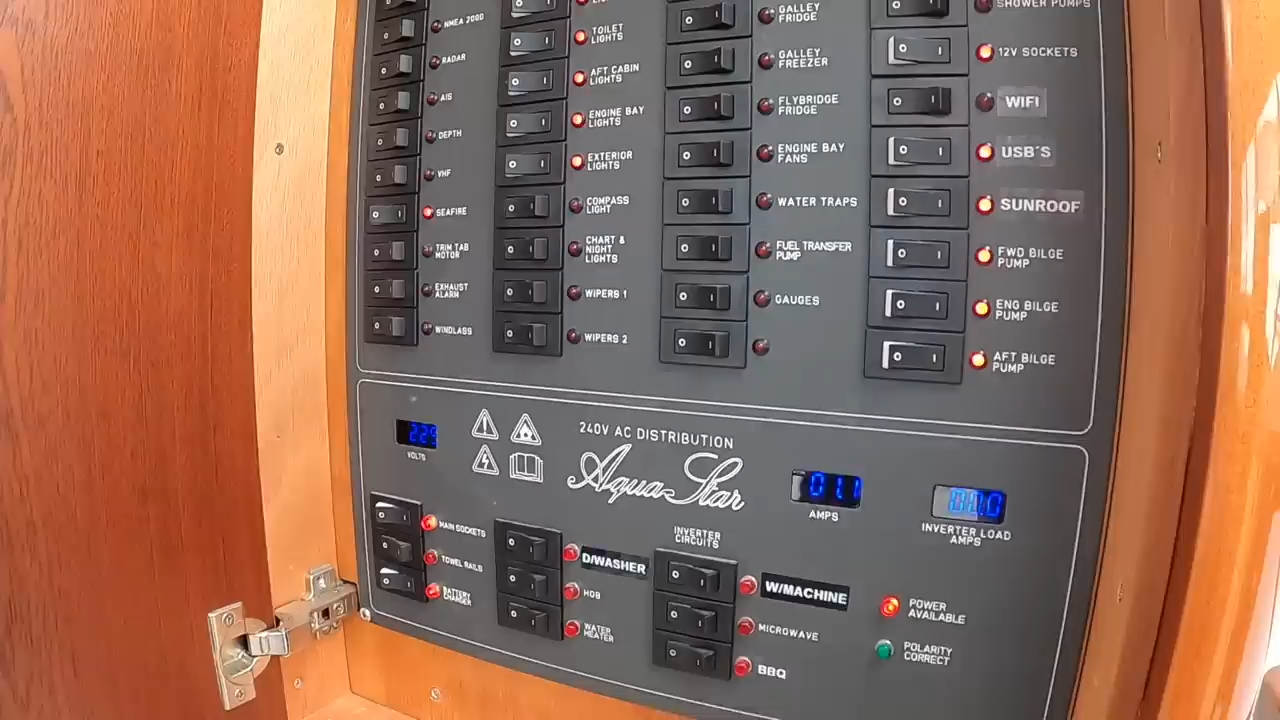 NMEA 2000
RADAR
AIS
DEPTH
VHF
SEAFIRE
TRIM TAB
MOTOR
EXHAUST
ALARM
WINDLASS
TOILET
LIGHTS
AFT CABIN
LIGHTS
ENGINE BAY
LIGHTS
EXTERIOR
LIGHTS
COMPASS
LIGHT
CHART &
NIGHT
LIGHTS
WIPERS 1
WIPERS 2
GALLEY
FRIDGE
GALLEY
FREEZER
FLYBRIDGE
FRIDGE
ENGINE BAY
FANS
WATER TRAPS
FUEL TRANSFER
PUMP
GAUGES
SHOWER PUMPS
12V SOCKETS
WIFI
USB'S
SUNROOF
FWD BILGE
PUMP
ENG BILGE
PUMP
AFT BILGE
PUMP
229
VOLTS
240V AC DISTRIBUTION
Aqua-Star
01.1
AMPS
00.0
INVERTER LOAD
AMPS
MAIN SOCKETS
TOWEL RAILS
BATTERY
CHARGER
D/WASHER
HOB
WATER
HEATER
INVERTER
CIRCUITS
W/MACHINE
MICROWAVE
BBQ
POWER
AVAILABLE
POLARITY
CORRECT